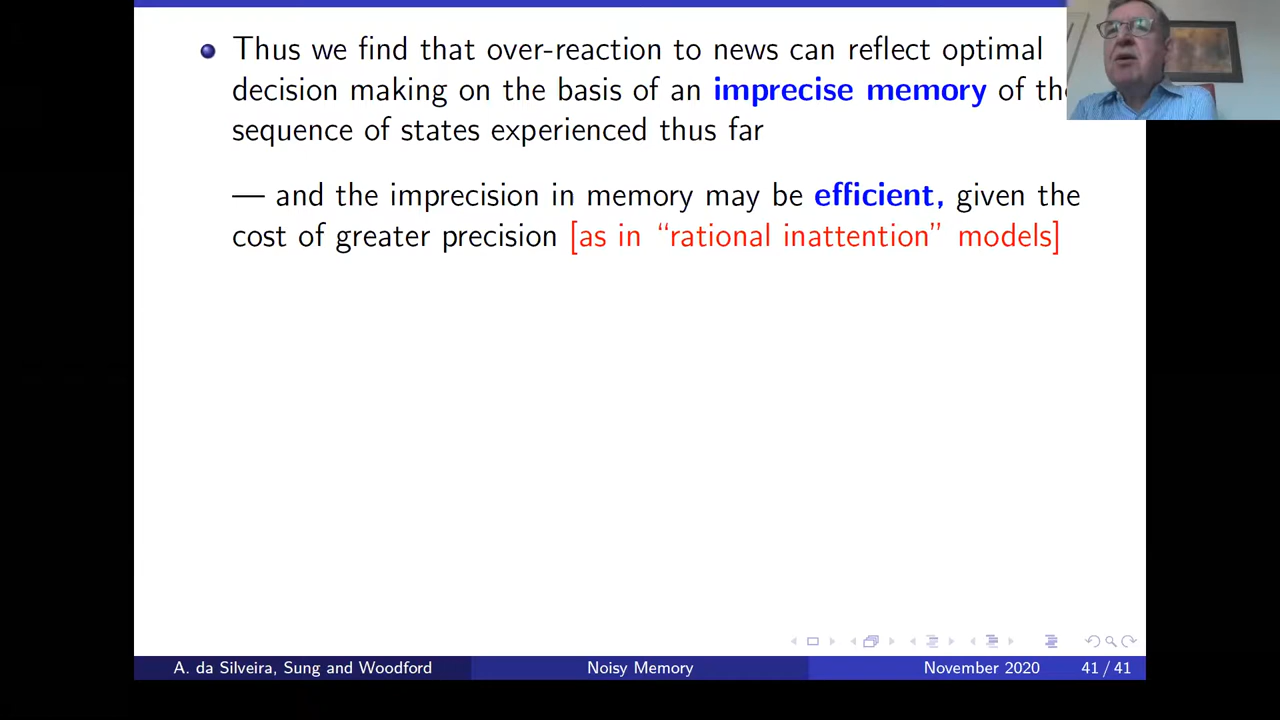 Thus we find that over-reaction to news can reflect optimal
decision making on the basis of an imprecise memory of
sequence of states experienced thus far
— and the imprecision in memory may be efficient, given the
cost of greater precision [as in “rational inattention” models]
A. da Silveira, Sung and Woodford Noisy Memory November 2020 41 / 41